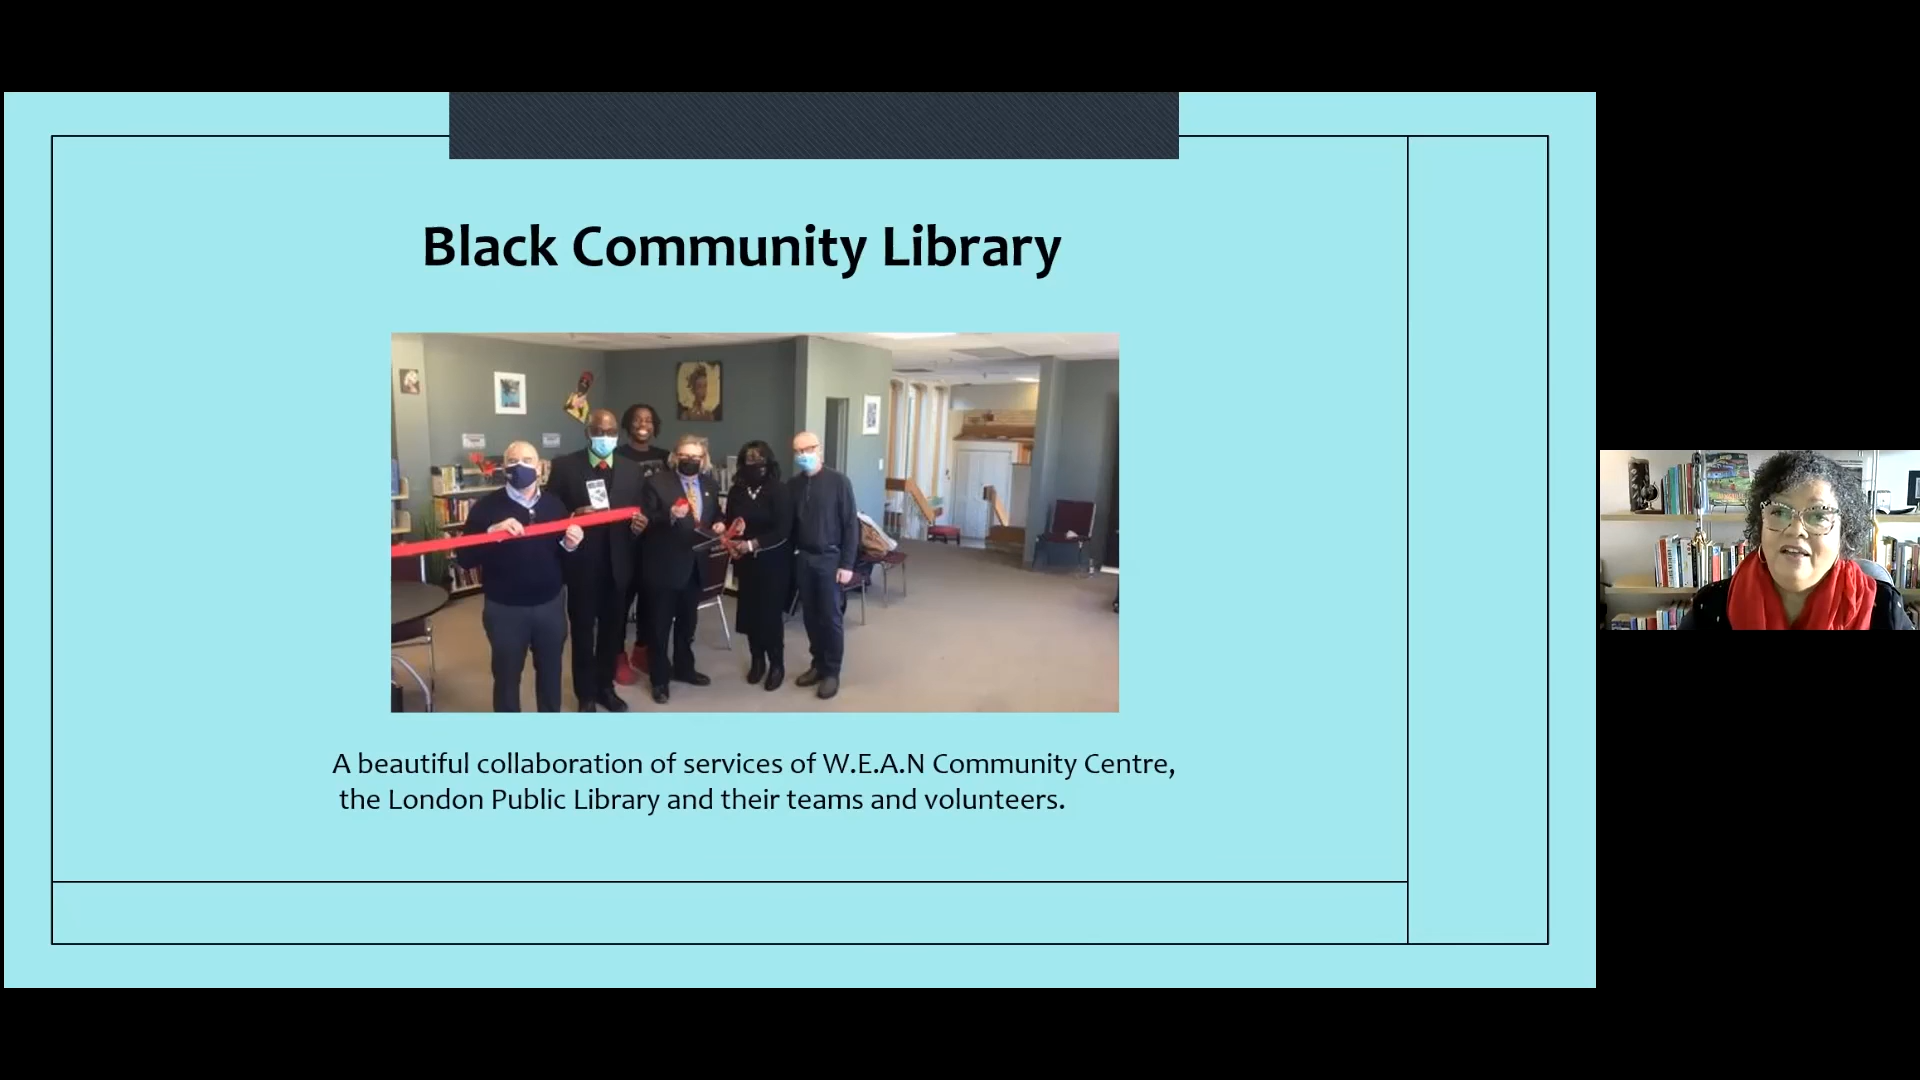 Black Community Library
A beautiful collaboration of services of W.E.A.N Community Centre,
the London Public Library and their teams and volunteers.